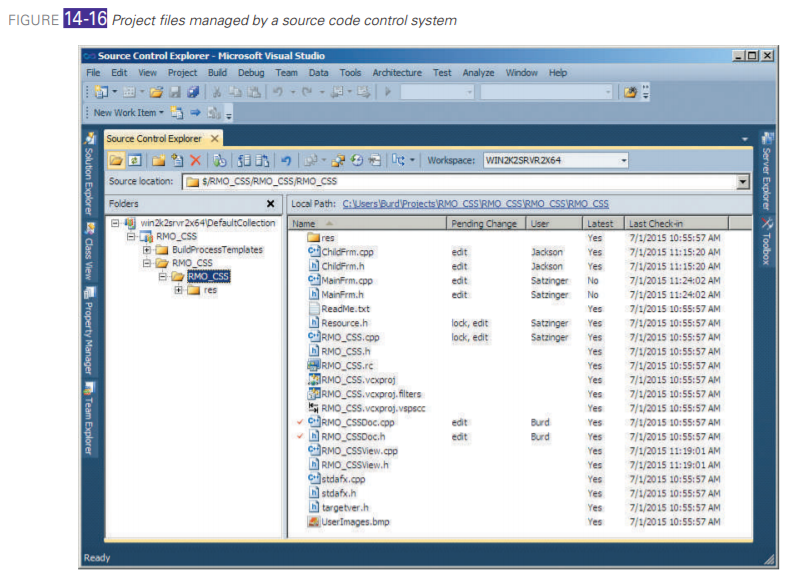 FIGURE 14-16 Project files managed by a source code control system
Source Control Explorer - Microsoft Visual Studio
File Edit View Project Build Debug Team Data Tools Architecture Test Analyze Window Help
New Work Item
Source Control Explorer
Workspace: WIN2K2SRVR2X64
Source location: $/RMO_CSS/RMO_CSS/RMO_CSS
Folders
win2k2srvr2x64\DefaultCollection
RMO_CSS
BuildProcessTemplates
RMO_CSS
RMO_CSS
res
Local Path: C:\Users\Burd\Projects\RMO_CSS\RMO_CSS\RMO_CSS\RMO_CSS
Name Pending Change User Latest Last Check-in
res Yes 7/1/2015 10:55:57 AM
ChildFrm.cpp edit Jackson Yes 7/1/2015 11:15:20 AM
ChildFrm.h edit Jackson Yes 7/1/2015 11:15:20 AM
MainFrm.cpp edit Satzinger No 7/1/2015 11:24:02 AM
MainFrm.h edit Satzinger No 7/1/2015 11:24:02 AM
ReadMe.txt Yes 7/1/2015 10:55:57 AM
Resource.h lock, edit Satzinger Yes 7/1/2015 10:55:57 AM
RMO_CSS.cpp lock, edit Satzinger Yes 7/1/2015 10:55:57 AM
RMO_CSS.h Yes 7/1/2015 10:55:57 AM
RMO_CSS.rc Yes 7/1/2015 10:55:57 AM
RMO_CSS.vcxproj Yes 7/1/2015 10:55:57 AM
RMO_CSS.vcxproj.filters Yes 7/1/2015 10:55:57 AM
RMO_CSS.vcxproj.vspscc Yes 7/1/2015 10:55:57 AM
RMO_CSSDoc.cpp edit Burd Yes 7/1/2015 10:55:57 AM
RMO_CSSDoc.h edit Burd Yes 7/1/2015 10:55:57 AM
RMO_CSSView.cpp Yes 7/1/2015 11:19:01 AM
RMO_CSSView.h Yes 7/1/2015 11:19:01 AM
stdafx.cpp Yes 7/1/2015 10:55:57 AM
stdafx.h Yes 7/1/2015 10:55:57 AM
targetver.h Yes 7/1/2015 10:55:57 AM
UserImages.bmp Yes 7/1/2015 10:55:57 AM
Solution Explorer
Class View
Property Manager
Team Explorer
Server Explorer
Toolbox
Ready